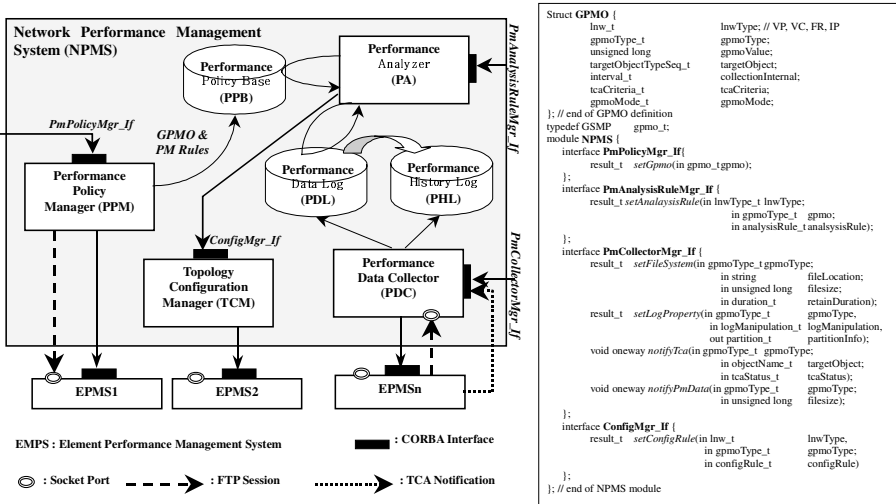 Network Performance Management
System (NPMS)
Performance
Policy Base
(PPB)
Performance
Analyzer
(PA)
PmAnalysisRuleMgr_If
PmPolicyMgr_If
GPMO &
PM Rules
Performance
Policy
Manager (PPM)
Performance
Data Log
(PDL)
Performance
History Log
(PHL)
ConfigMgr_If
Topology
Configuration
Manager (TCM)
Performance
Data Collector
(PDC)
PmCollectorMgr_If
EPMS1
EPMS2
EPMSn
EMPS : Element Performance Management System
: CORBA Interface
: Socket Port
: FTP Session
: TCA Notification
Struct GPMO {
lnw_t lnwType; // VP, VC, FR, IP
gpmoType_t gpmoType;
unsigned long gpmoValue;
targetObjectTypeSeq_t targetObject;
interval_t collectionInternal;
tcaCriteria_t tcaCriteria;
gpmoMode_t gpmoMode;
}; // end of GPMO definition
typedef GSMP gpmo_t;
module NPMS {
interface PmPolicyMgr_If{
result_t setGpmo(in gpmo_t gpmo);
};
interface PmAnalysisRuleMgr_If {
result_t setAnalaysisRule(in lnwType_t lnwType;
in gpmoType_t gpmo;
in analysisRule_t analsysisRule);
};
interface PmCollectorMgr_If {
result_t setFileSystem(in gpmoType_t gpmoType;
in string fileLocation;
in unsigned long filesize;
in duration_t retainDuration);
result_t setLogProperty(in gpmoType_t gpmoType,
in logManipulation_t logManipulation,
out partition_t partitionInfo);
void oneway notifyTca(in gpmoType_t gpmoType;
in objectName_t targetObject;
in tcaStatus_t tcaStatus);
void oneway notifyPmData(in gpmoType_t gpmoType;
in unsigned long filesize);
};
interface ConfigMgr_If {
result_t setConfigRule(in lnw_t lnwType,
in gpmoType_t gpmoType;
in configRule_t configRule)
};
}; // end of NPMS module